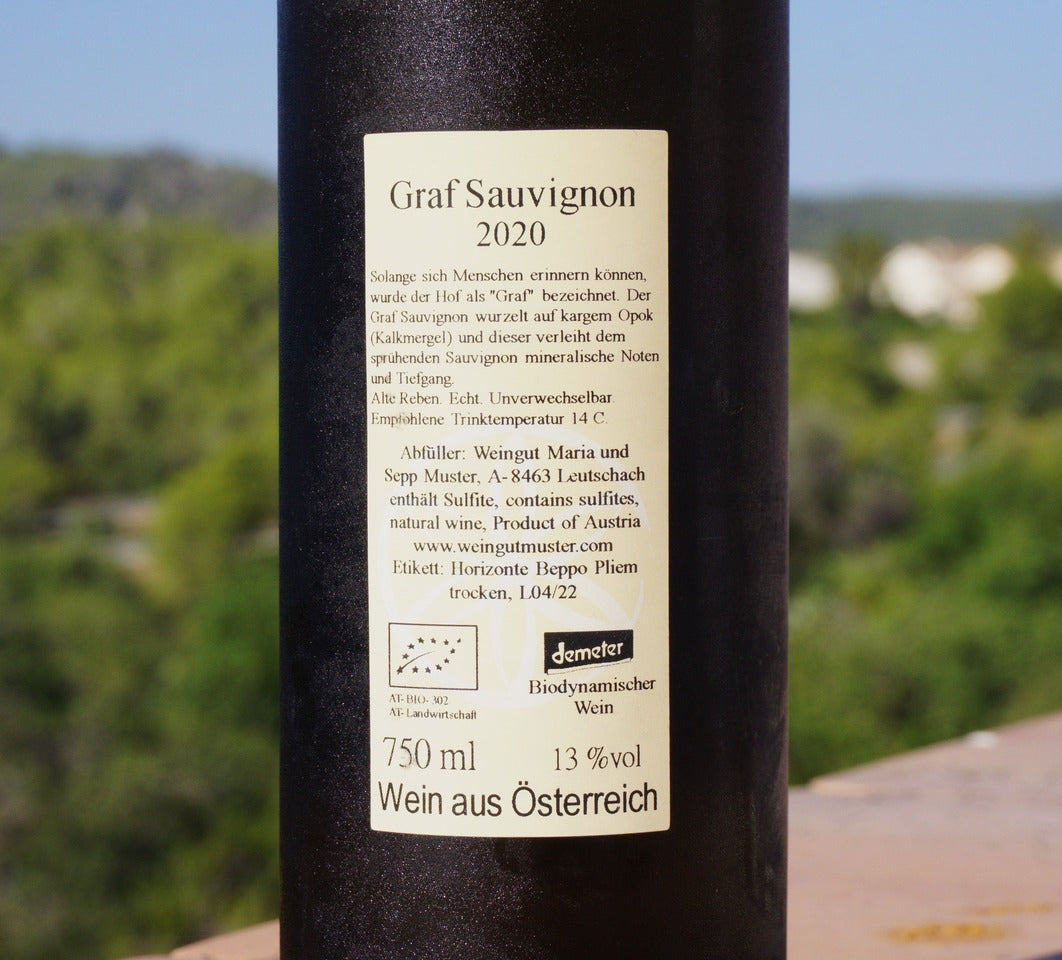 Graf Sauvignon
2020
Solange sich Menschen erinnern können,
wurde der Hof als "Graf" bezeichnet. Der
Graf Sauvignon wurzelt auf kargem Opok
(Kalkmergel) und dieser verleiht dem
sprühenden Sauvignon mineralische Noten
und Tiefgang.
Alte Reben. Echt. Unverwechselbar.
Empfohlene Trinktemperatur 14 C.
Abfüller: Weingut Maria und
Sepp Muster, A-8463 Leutschach
enthält Sulfite, contains sulfites,
natural wine, Product of Austria
www.weingutmuster.com
Etikett: Horizonte Beppo Pliem
trocken, L04/22
demeter
AT-BIO-302
AT-Landwirtschaft
Biodynamischer
Wein
750 ml 13 %vol
Wein aus Österreich